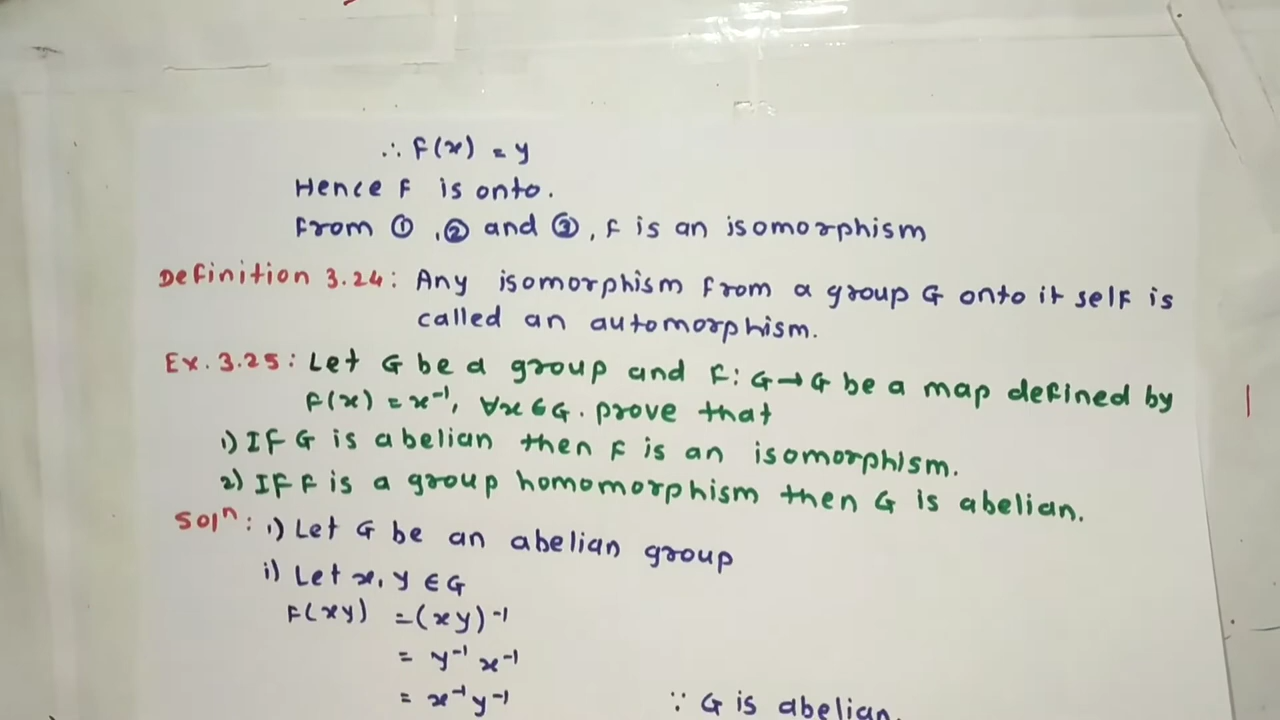 ∴ F(x) = y
Hence F is onto.
From ①, ② and ③, F is an isomorphism
Definition 3.24: Any isomorphism from a group G onto it self is
called an automorphism.
Ex. 3.25: Let G be a group and F: G→G be a map defined by
F(x) = x⁻¹, ∀x∈G. prove that
1) IF G is abelian then F is an isomorphism.
2) IF F is a group homomorphism then G is abelian.
Solⁿ: 1) Let G be an abelian group
i) Let x, y ∈ G
F(xy) = (xy)⁻¹
= y⁻¹ x⁻¹
= x⁻¹ y⁻¹ ∵ G is abelian.